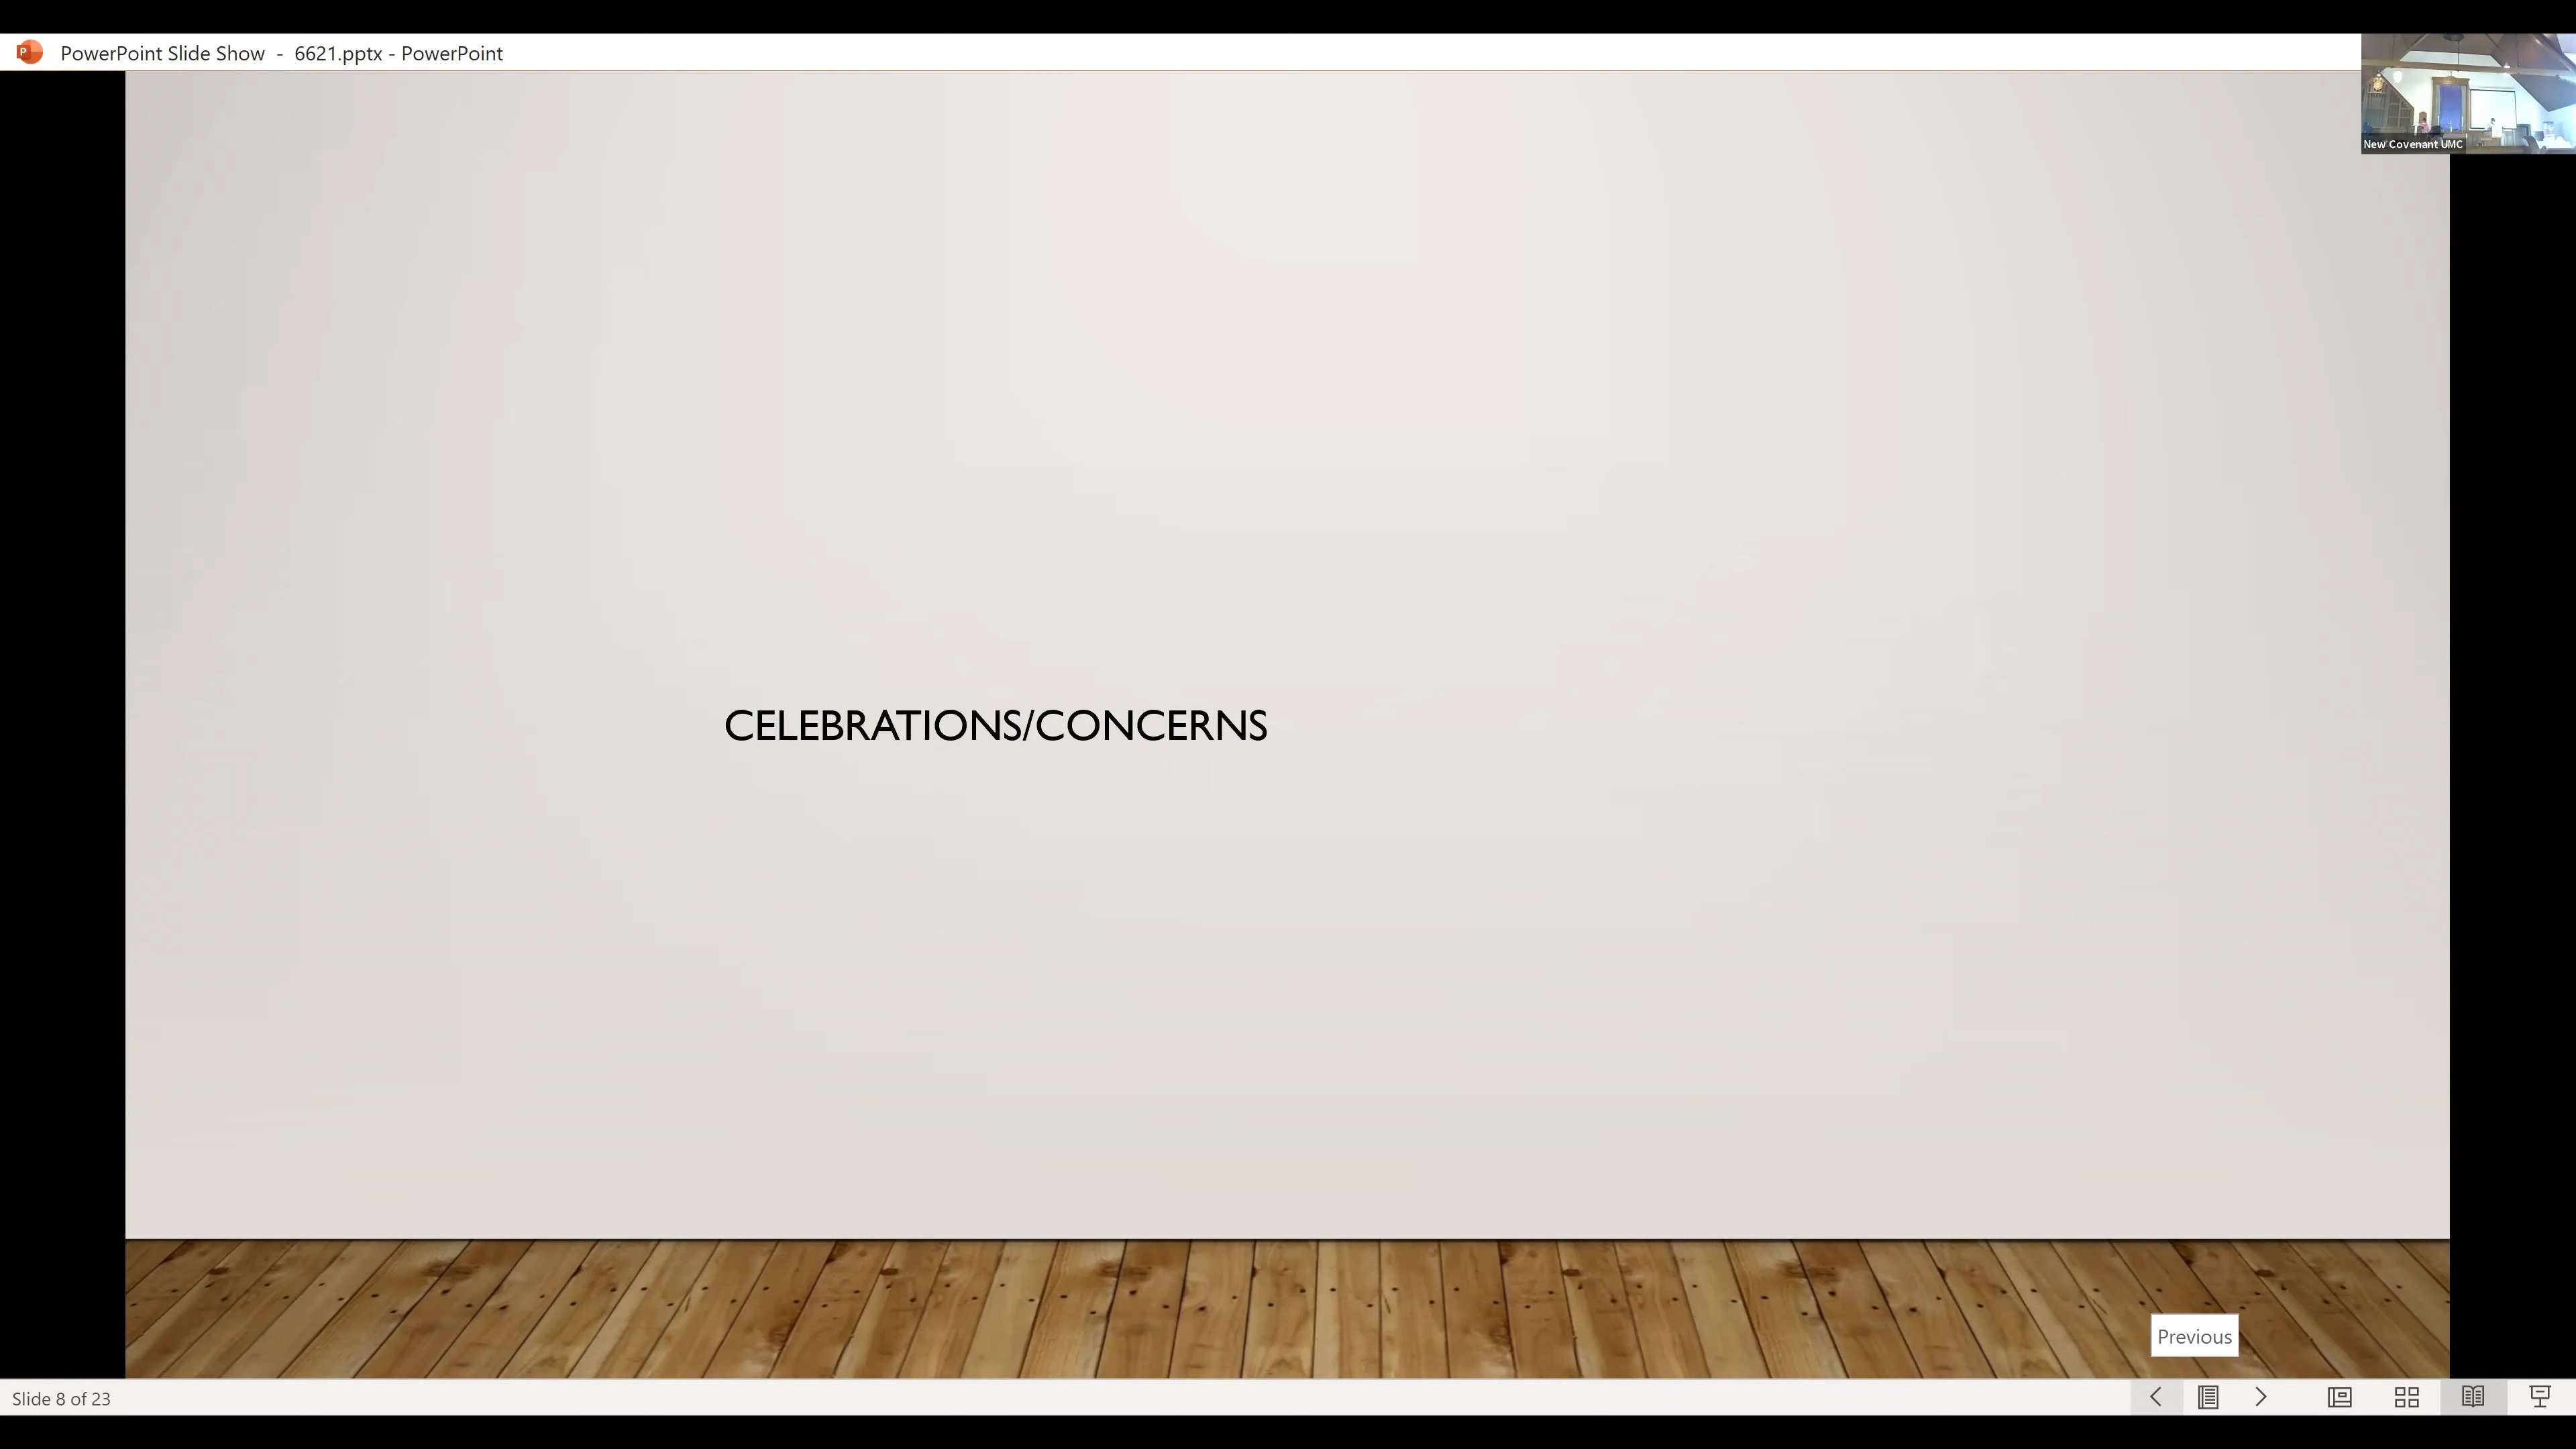 PowerPoint Slide Show - 6621.pptx - PowerPoint
New Covenant UMC
CELEBRATIONS/CONCERNS
Previous
Slide 8 of 23